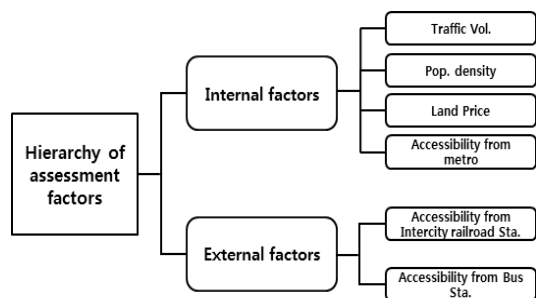 Hierarchy of
assessment
factors
Internal factors
Traffic Vol.
Pop. density
Land Price
Accessibility from
metro
External factors
Accessibility from
Intercity railroad Sta.
Accessibility from Bus
Sta.